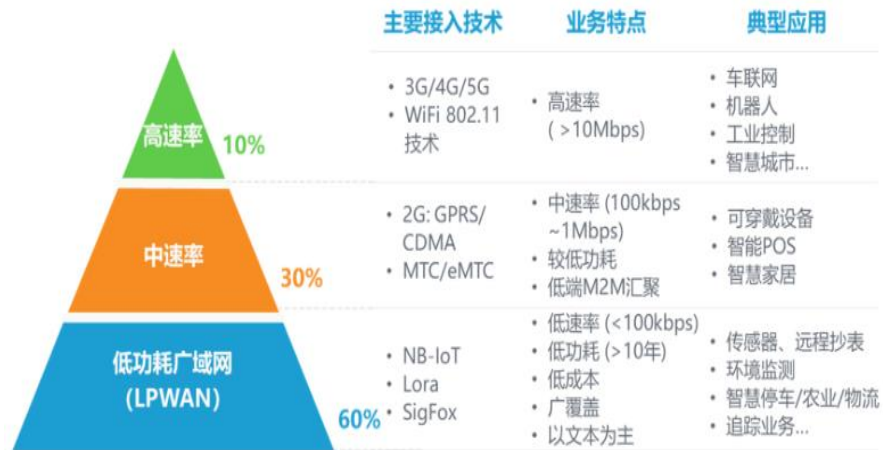 主要接入技术 业务特点 典型应用
高速率 10%
• 3G/4G/5G
• WiFi 802.11
技术
• 高速率
( >10Mbps)
• 车联网
• 机器人
• 工业控制
• 智慧城市...
中速率
30%
• 2G: GPRS/
CDMA
• MTC/eMTC
• 中速率 (100kbps
~1Mbps)
• 较低功耗
• 低端M2M汇聚
• 可穿戴设备
• 智能POS
• 智慧家居
低功耗广域网
(LPWAN)
60%
• NB-IoT
• Lora
• SigFox
• 低速率 (<100kbps)
• 低功耗 (>10年)
• 低成本
• 广覆盖
• 以文本为主
• 传感器、远程抄表
• 环境监测
• 智慧停车/农业/物流
• 追踪业务...